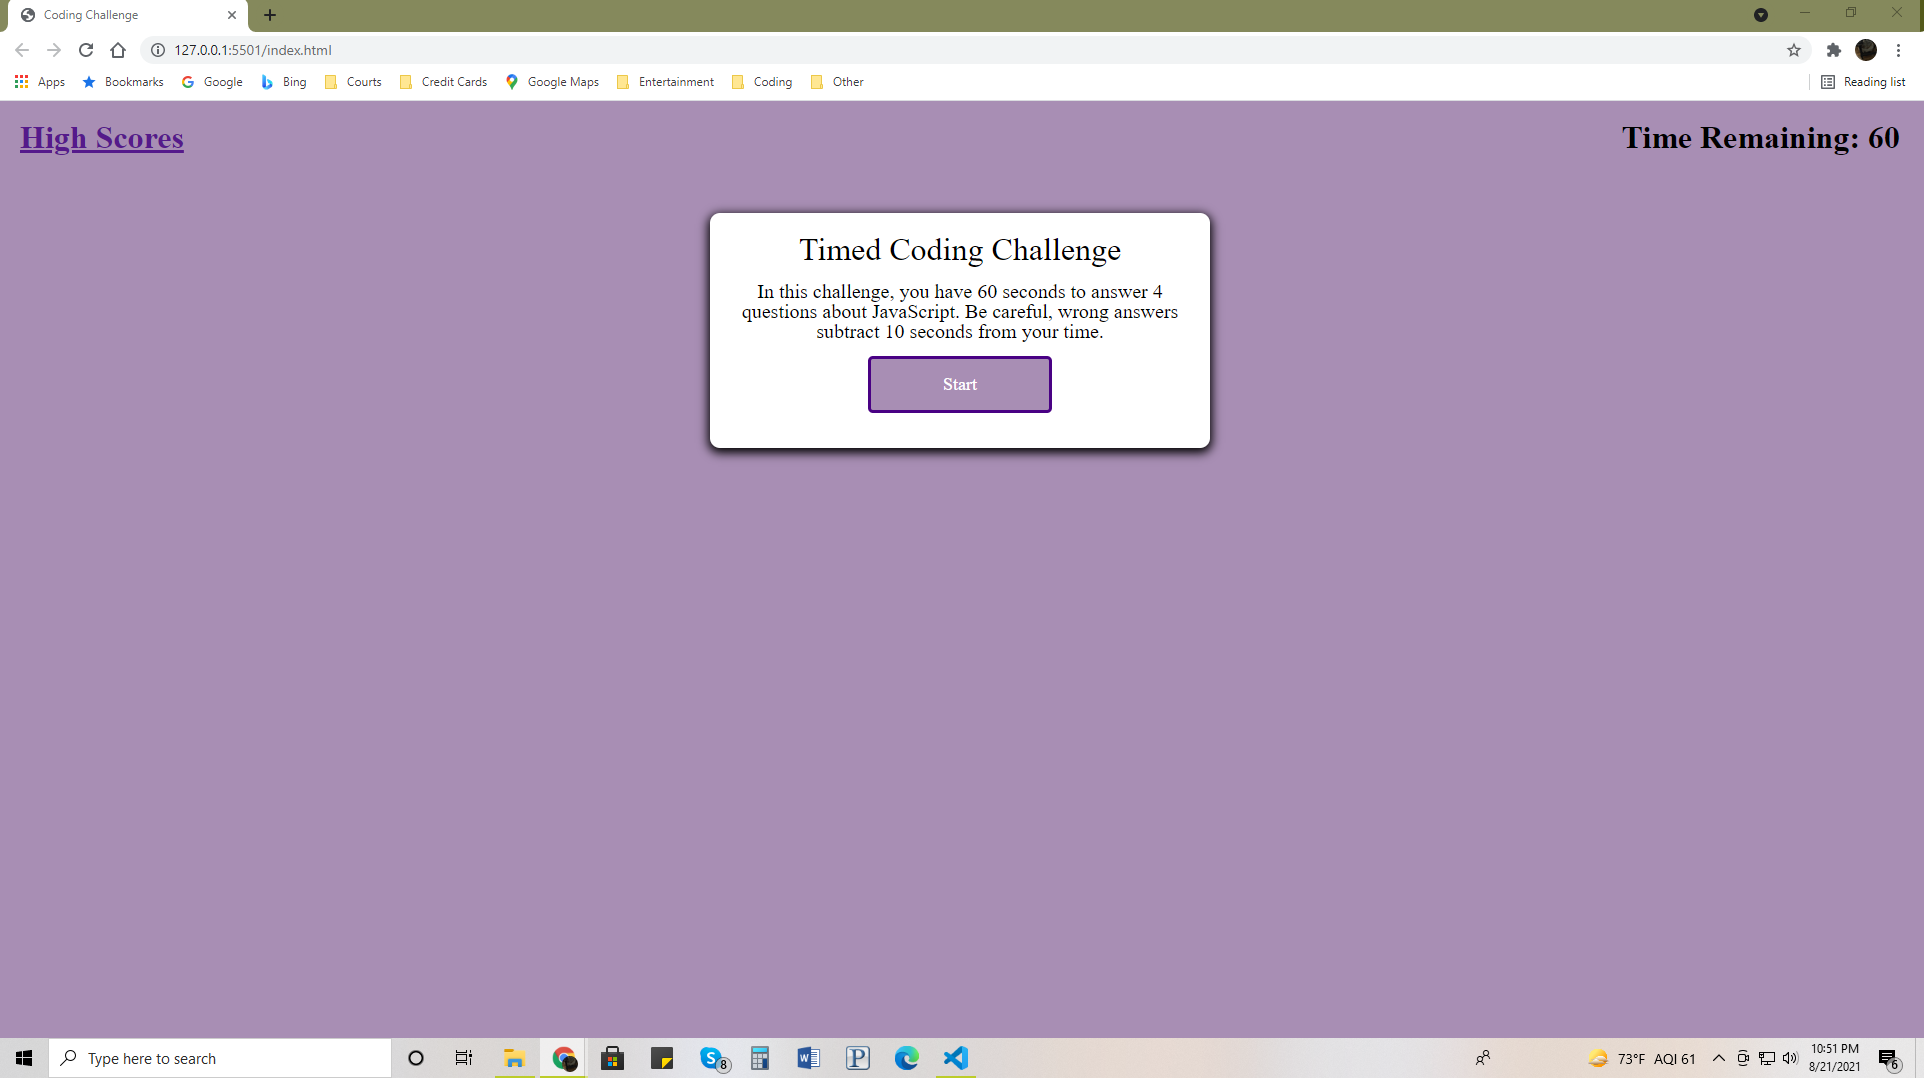 Coding Challenge
127.0.0.1:5501/index.html
Apps Bookmarks Google Bing Courts Credit Cards Google Maps Entertainment Coding Other Reading list
High Scores
Time Remaining: 60
Timed Coding Challenge
In this challenge, you have 60 seconds to answer 4
questions about JavaScript. Be careful, wrong answers
subtract 10 seconds from your time.
Start
Type here to search
8
73°F AQI 61
10:51 PM
8/21/2021
6